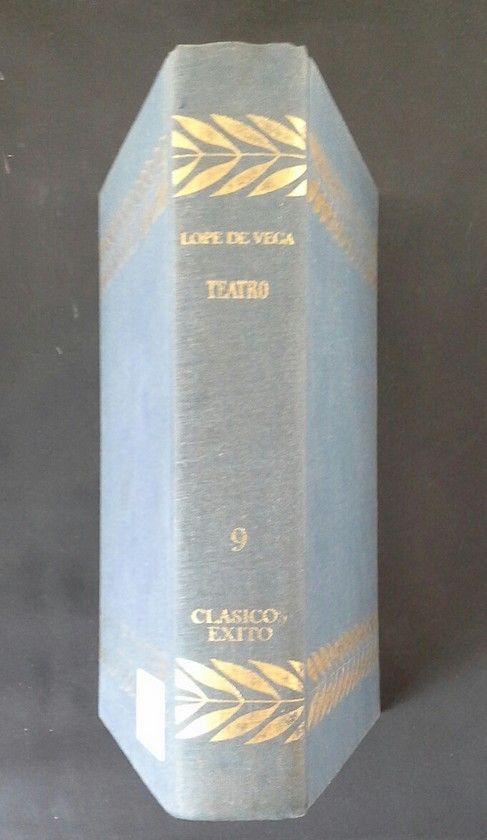 LOPE DE VEGA
TEATRO
9
CLASICOS
EXITO